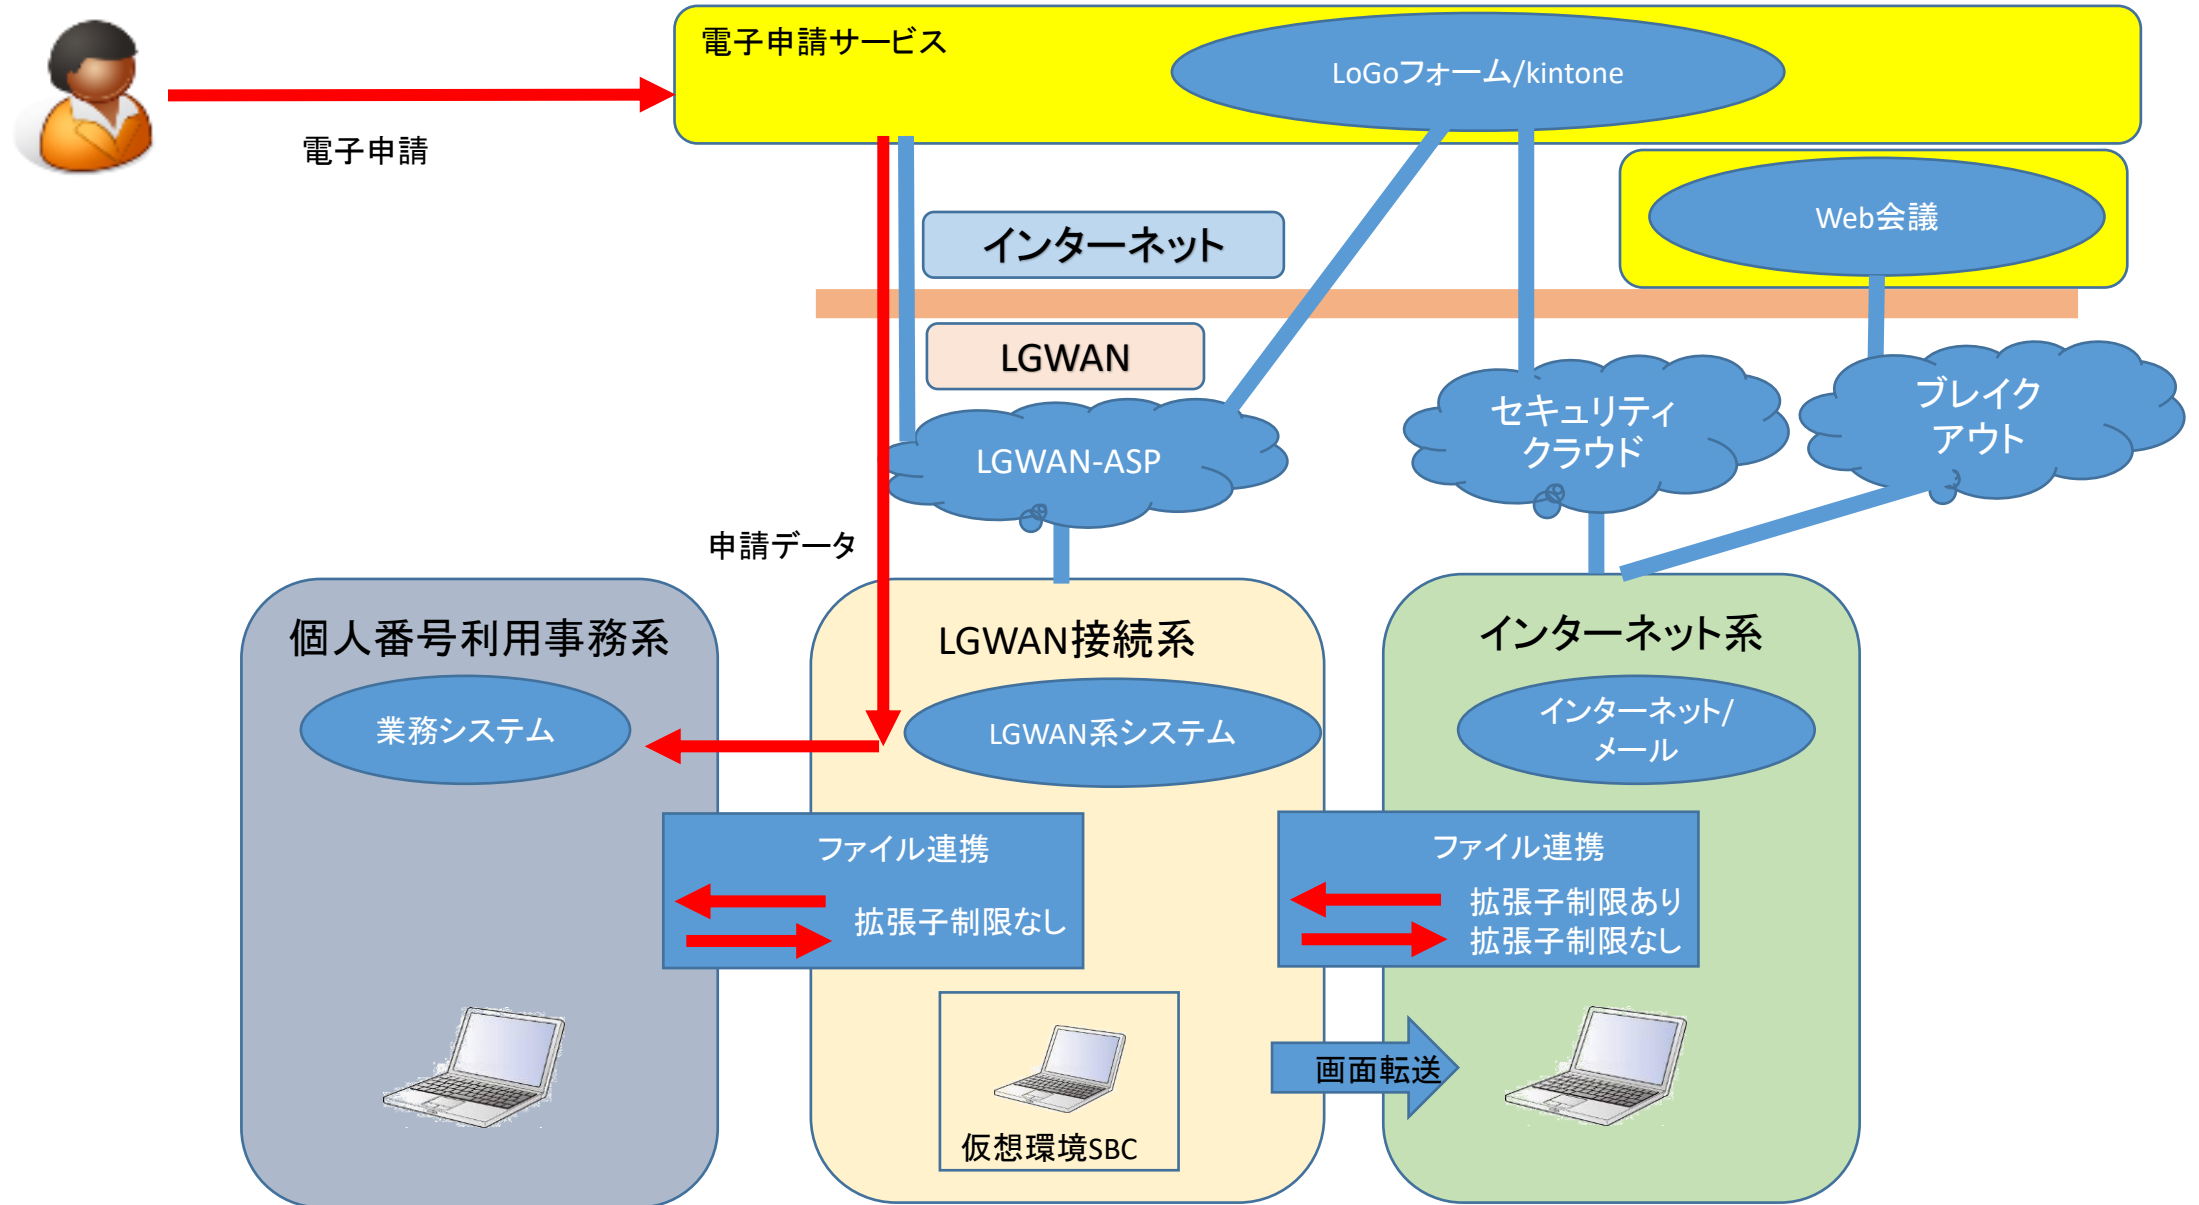 電子申請サービス
LoGoフォーム/kintone
電子申請
Web会議
インターネット
LGWAN
LGWAN-ASP
セキュリティ
クラウド
ブレイク
アウト
申請データ
個人番号利用事務系
LGWAN接続系
インターネット系
業務システム
LGWAN系システム
インターネット/
メール
ファイル連携
拡張子制限なし
ファイル連携
拡張子制限あり
拡張子制限なし
画面転送
仮想環境SBC